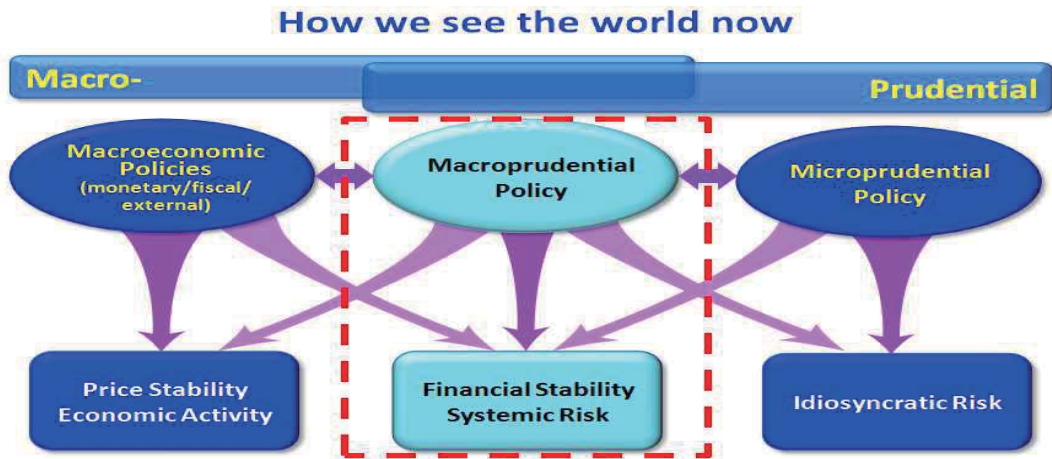 How we see the world now
Macro-
Prudential
Macroeconomic
Policies
(monetary/fiscal/
external)
Macroprudential
Policy
Microprudential
Policy
Price Stability
Economic Activity
Financial Stability
Systemic Risk
Idiosyncratic Risk